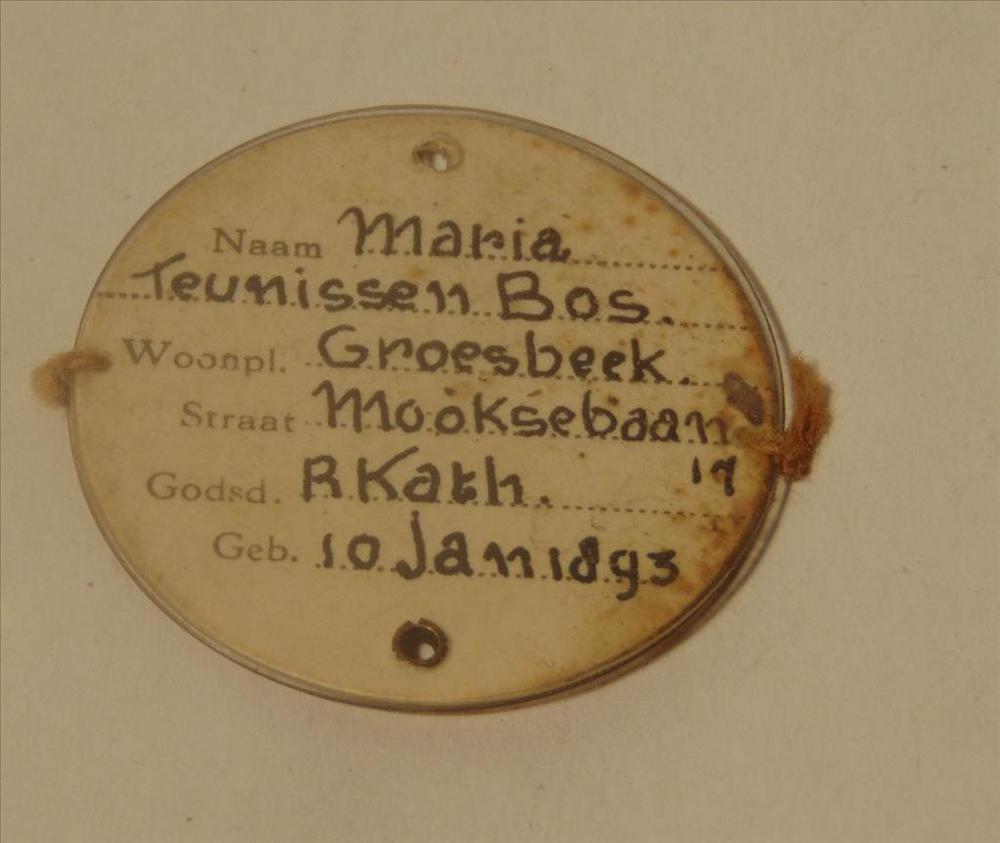 Naam Maria
Teunissen Bos.
Woonpl. Groesbeek.
Straat Mooksebaan
17
Godsd. R Kath.
Geb. 10 Jan 1893